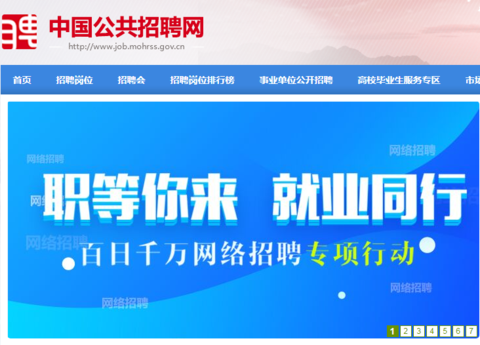 聘
中国公共招聘网
http://www.job.mohrss.gov.cn
首页 招聘岗位 招聘会 招聘岗位排行榜 事业单位公开招聘 高校毕业生服务专区 市场
网络招聘
网络招聘
网络招聘
职等你来 就业同行
网络招聘
百日千万网络招聘专项行动
网络招聘
网络招聘
1 2 3 4 5 6 7